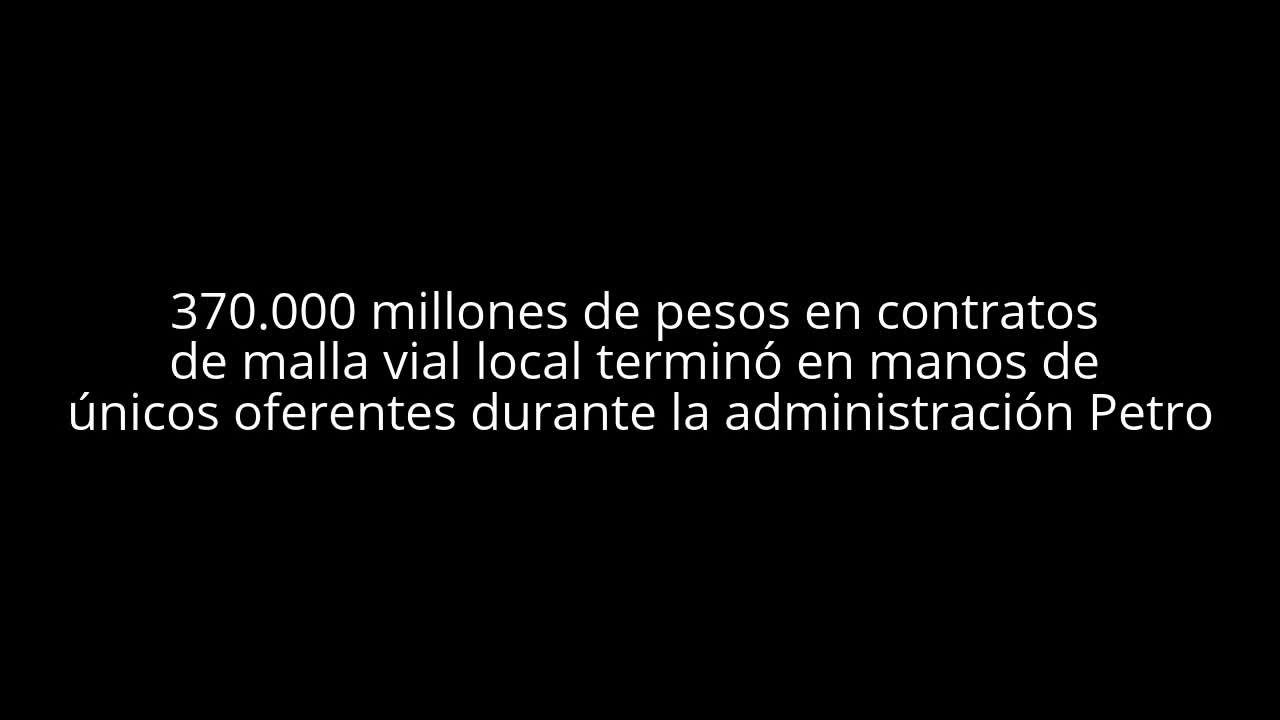 370.000 millones de pesos en contratos
de malla vial local terminó en manos de
únicos oferentes durante la administración Petro